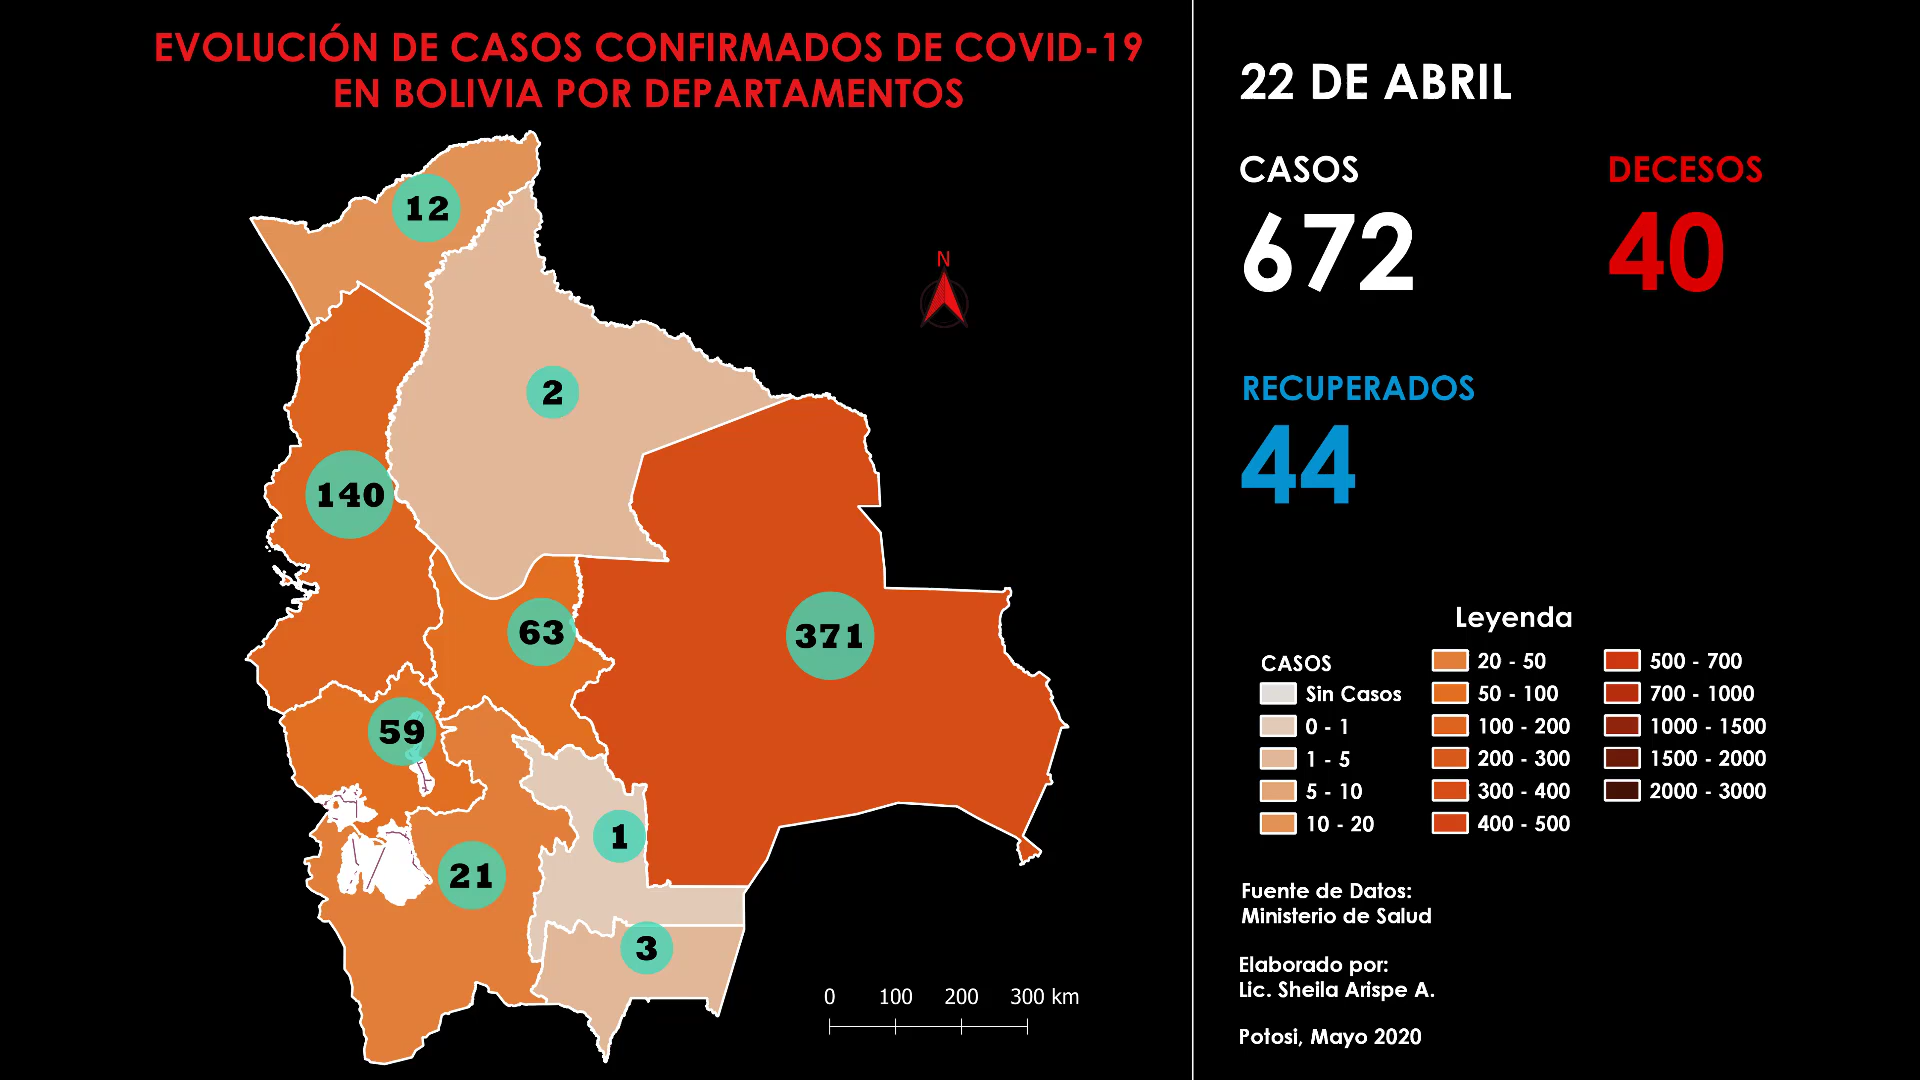 EVOLUCIÓN DE CASOS CONFIRMADOS DE COVID-19
EN BOLIVIA POR DEPARTAMENTOS
12
N
2
140
63
371
59
1
21
3
0 100 200 300 km
22 DE ABRIL
CASOS
672
DECESOS
40
RECUPERADOS
44
Leyenda
CASOS
Sin Casos
0 - 1
1 - 5
5 - 10
10 - 20
20 - 50
50 - 100
100 - 200
200 - 300
300 - 400
400 - 500
500 - 700
700 - 1000
1000 - 1500
1500 - 2000
2000 - 3000
Fuente de Datos:
Ministerio de Salud
Elaborado por:
Lic. Sheila Arispe A.
Potosi, Mayo 2020